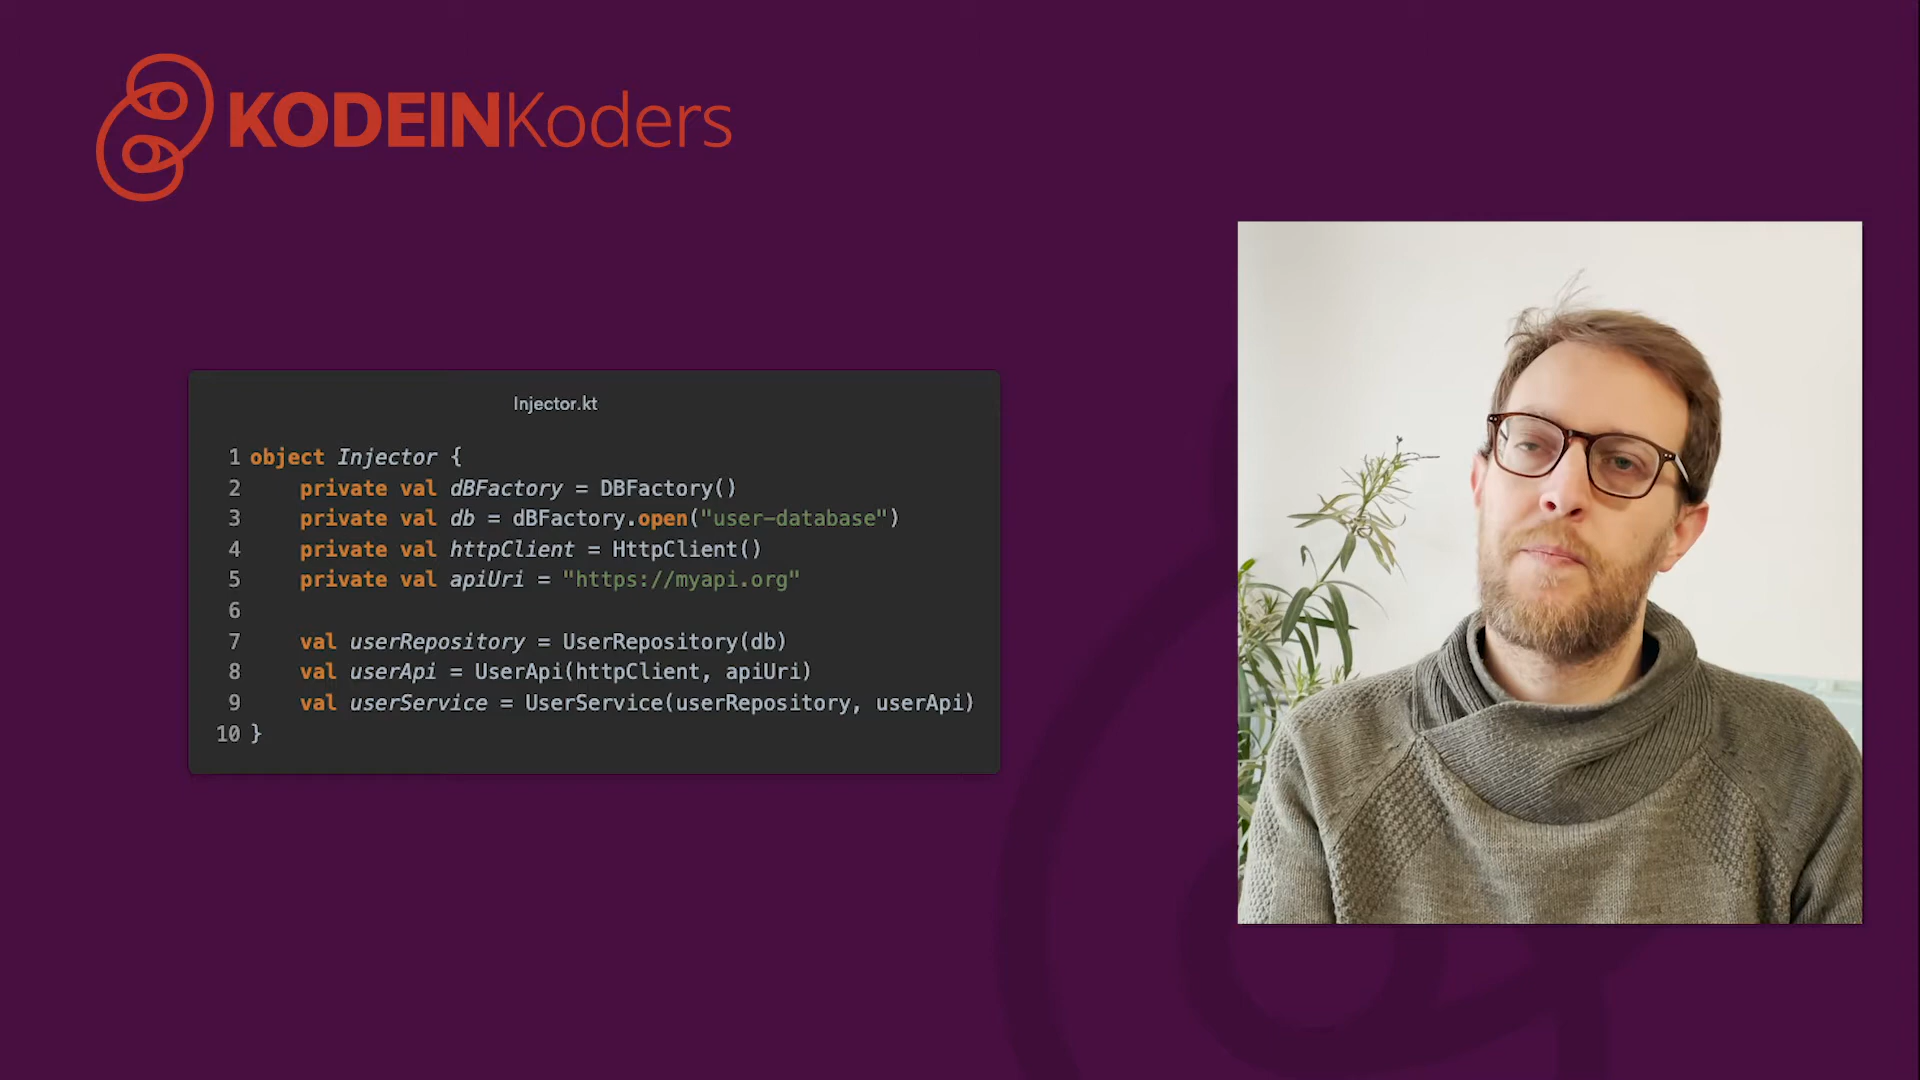 KODEINKoders
Injector.kt
1 object Injector {
2     private val dBFactory = DBFactory()
3     private val db = dBFactory.open("user-database")
4     private val httpClient = HttpClient()
5     private val apiUri = "https://myapi.org"
6
7     val userRepository = UserRepository(db)
8     val userApi = UserApi(httpClient, apiUri)
9     val userService = UserService(userRepository, userApi)
10 }